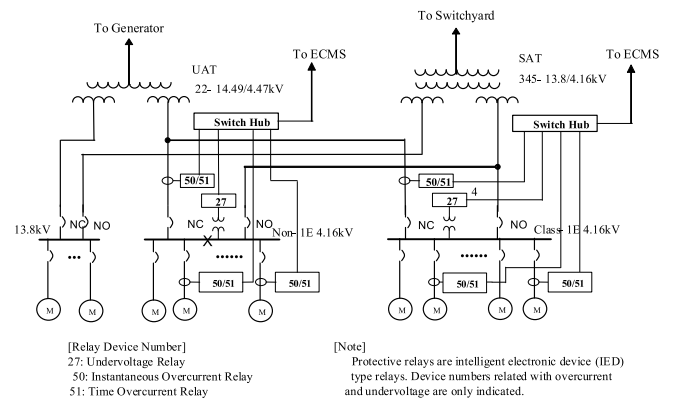 To Generator
To Switchyard
UAT
22- 14.49/4.47kV
To ECMS
SAT
345- 13.8/4.16kV
To ECMS
Switch Hub
Switch Hub
50/51
50/51
27
27
4
13.8kV
NC
NO
NC
NO
Non- 1E 4.16kV
NC
NO
Class- 1E 4.16kV
X
...
......
......
50/51
50/51
50/51
50/51
M
M
M
M
M
M
M
M
M
[Relay Device Number]
27: Undervoltage Relay
50: Instantaneous Overcurrent Relay
51: Time Overcurrent Relay
[Note]
Protective relays are intelligent electronic device (IED)
type relays. Device numbers related with overcurrent
and undervoltage are only indicated.